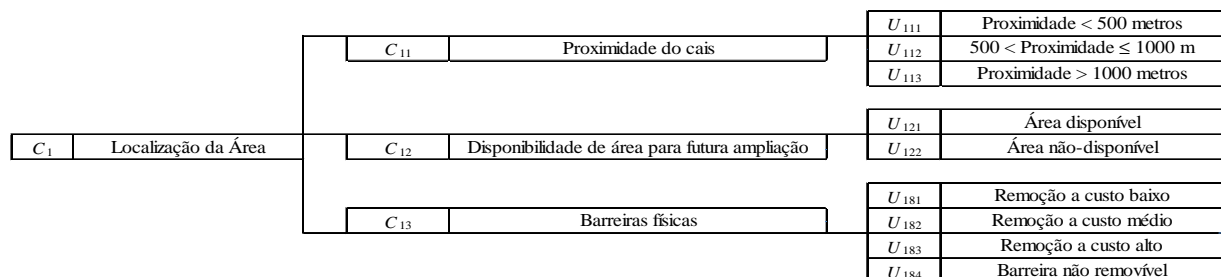 U111 Proximidade < 500 metros
C11 Proximidade do cais U112 500 < Proximidade ≤ 1000 m
U113 Proximidade > 1000 metros
U121 Área disponível
C1 Localização da Área C12 Disponibilidade de área para futura ampliação U122 Área não-disponível
U181 Remoção a custo baixo
C13 Barreiras físicas U182 Remoção a custo médio
U183 Remoção a custo alto
U184 Barreira não removível